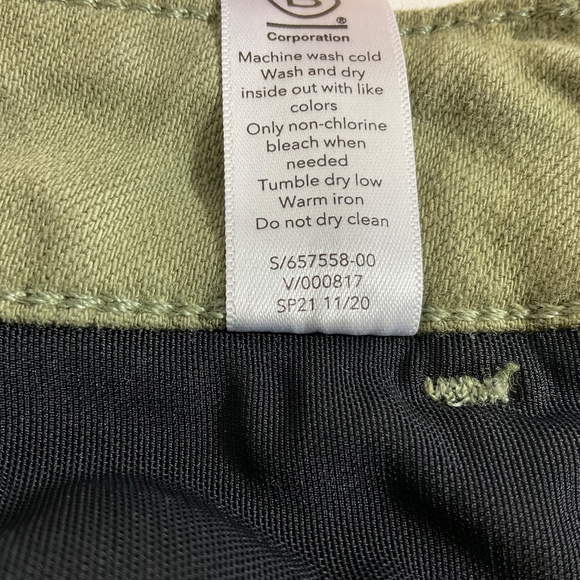 B
®
Corporation
Machine wash cold
Wash and dry
inside out with like
colors
Only non-chlorine
bleach when
needed
Tumble dry low
Warm iron
Do not dry clean
S/657558-00
V/000817
SP21 11/20